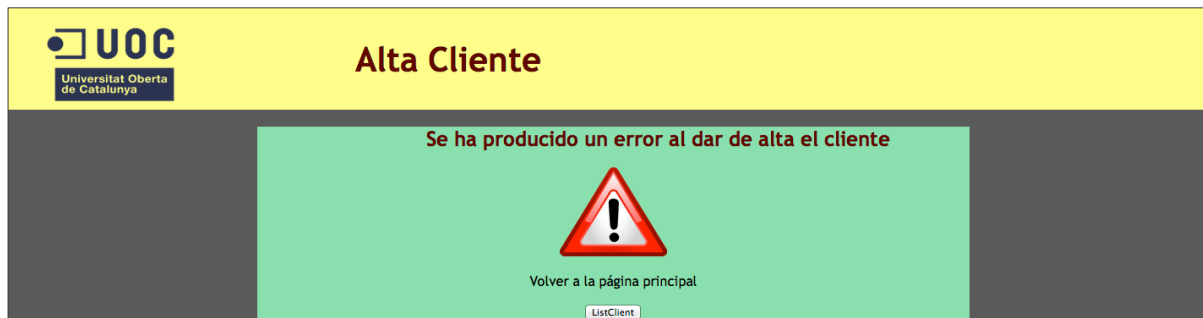 UOC
Universitat Oberta
de Catalunya
Alta Cliente
Se ha producido un error al dar de alta el cliente
Volver a la página principal
ListClient